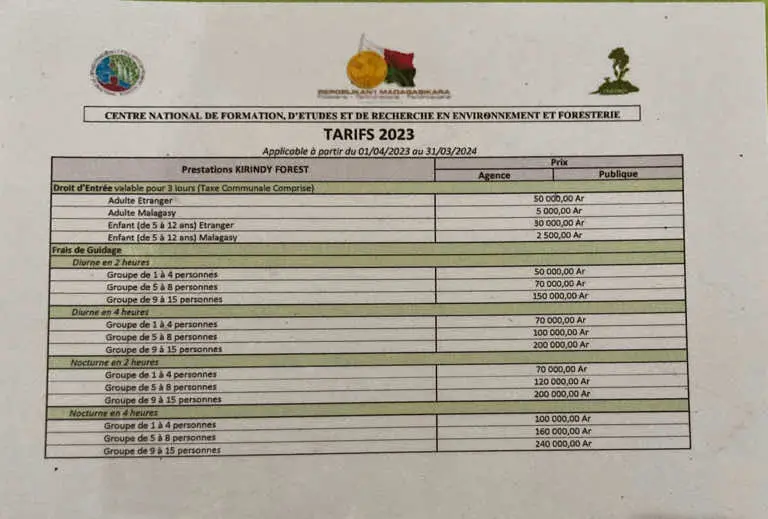 REPOBLIKAN'I MADAGASIKARA
CENTRE NATIONAL DE FORMATION, D'ETUDES ET DE RECHERCHE EN ENVIRONNEMENT ET FORESTERIE
TARIFS 2023
Applicable à partir du 01/04/2023 au 31/03/2024
Prestations KIRINDY FOREST Prix
Agence Publique
Droit d'Entrée valable pour 3 jours (Taxe Communale Comprise)
Adulte Etranger 50 000,00 Ar
Adulte Malagasy 5 000,00 Ar
Enfant (de 5 à 12 ans) Etranger 30 000,00 Ar
Enfant (de 5 à 12 ans) Malagasy 2 500,00 Ar
Frais de Guidage
Diurne en 2 heures
Groupe de 1 à 4 personnes 50 000,00 Ar
Groupe de 5 à 8 personnes 70 000,00 Ar
Groupe de 9 à 15 personnes 150 000,00 Ar
Diurne en 4 heures
Groupe de 1 à 4 personnes 70 000,00 Ar
Groupe de 5 à 8 personnes 100 000,00 Ar
Groupe de 9 à 15 personnes 200 000,00 Ar
Nocturne en 2 heures
Groupe de 1 à 4 personnes 70 000,00 Ar
Groupe de 5 à 8 personnes 120 000,00 Ar
Groupe de 9 à 15 personnes 200 000,00 Ar
Nocturne en 4 heures
Groupe de 1 à 4 personnes 100 000,00 Ar
Groupe de 5 à 8 personnes 160 000,00 Ar
Groupe de 9 à 15 personnes 240 000,00 Ar